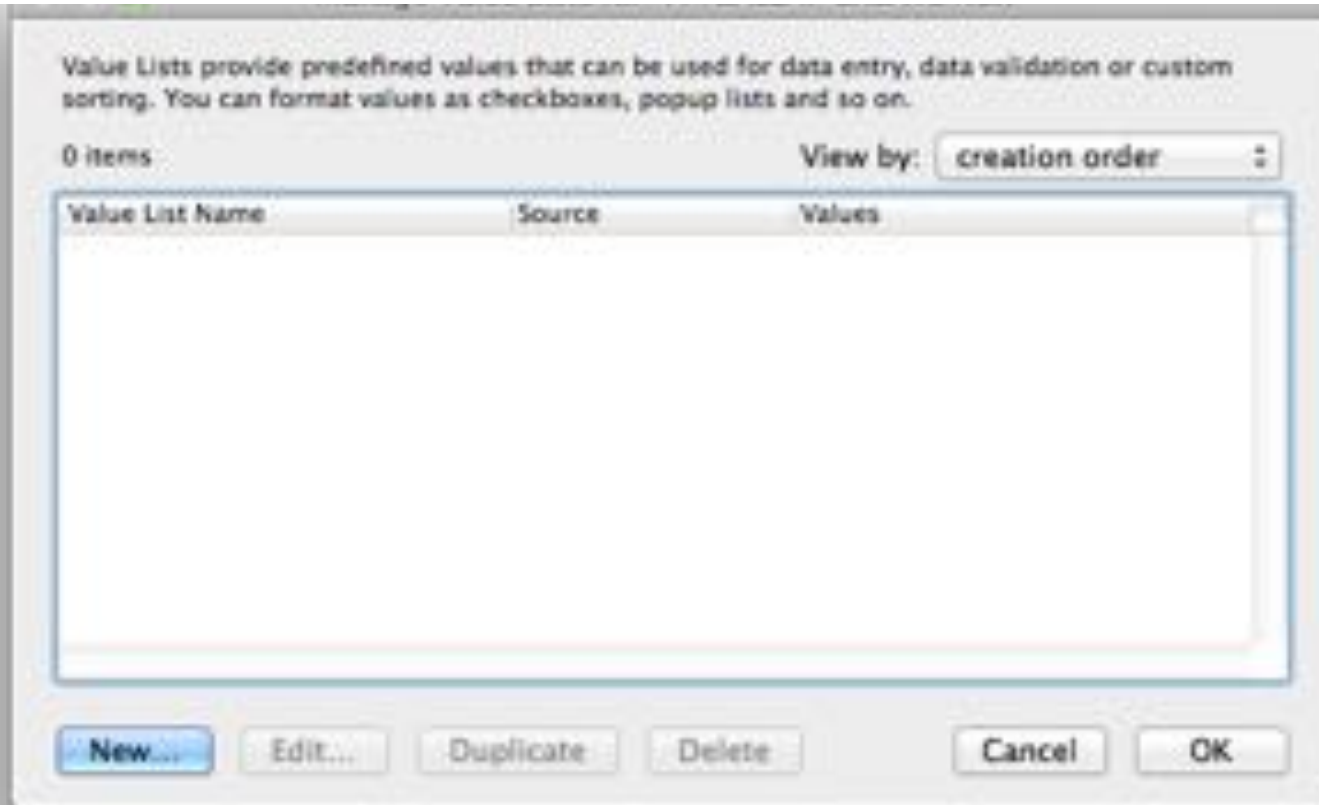 Value Lists provide predefined values that can be used for data entry, data validation or custom
sorting. You can format values as checkboxes, popup lists and so on.
0 items View by: creation order
Value List Name Source Values
New... Edit... Duplicate Delete Cancel OK